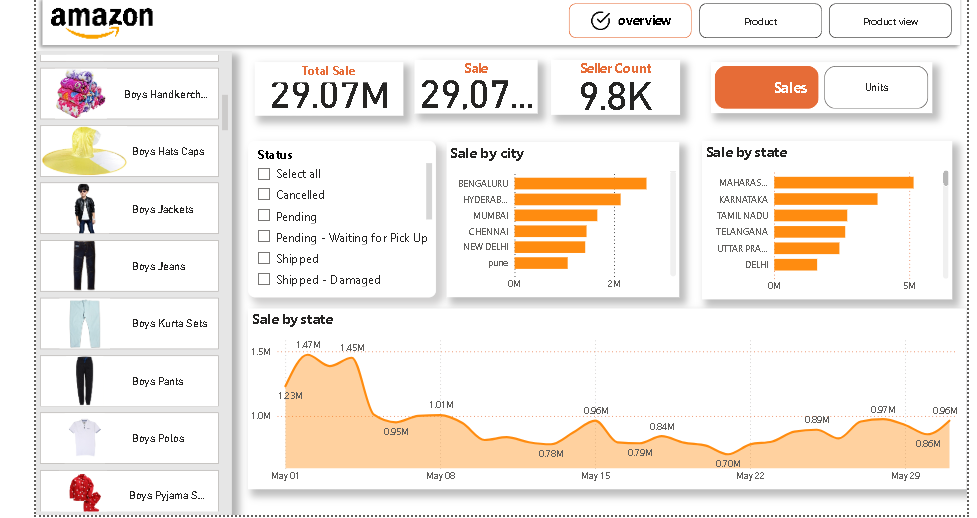 amazon
overview
Product
Product view
Boys Handkerch...
Boys Hats Caps
Boys Jackets
Boys Jeans
Boys Kurta Sets
Boys Pants
Boys Polos
Boys Pyjama S...
Total Sale
29.07M
Sale
29,07...
Seller Count
9.8K
Sales
Units
Status
Select all
Cancelled
Pending
Pending - Waiting for Pick Up
Shipped
Shipped - Damaged
Sale by city
BENGALURU
HYDERAB...
MUMBAI
CHENNAI
NEW DELHI
pune
0M 2M
Sale by state
MAHARAS...
KARNATAKA
TAMIL NADU
TELANGANA
UTTAR PRA...
DELHI
0M 5M
Sale by state
1.5M
1.0M
1.23M
1.47M
1.45M
0.95M
1.01M
0.78M
0.96M
0.79M
0.84M
0.70M
0.89M
0.97M
0.86M
0.96M
May 01 May 08 May 15 May 22 May 29